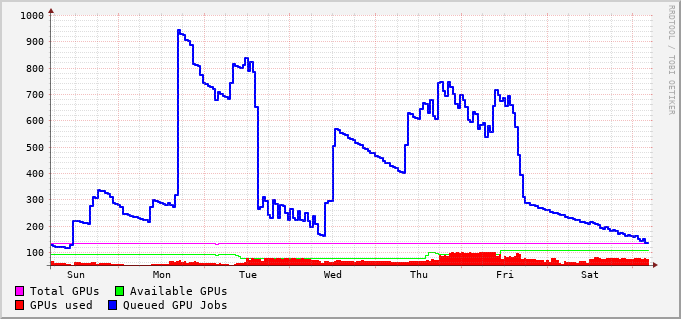 1000
900
800
700
600
500
400
300
200
100
Sun Mon Tue Wed Thu Fri Sat
Total GPUs Available GPUs
GPUs used Queued GPU Jobs
RRDTOOL / TOBI OETIKER